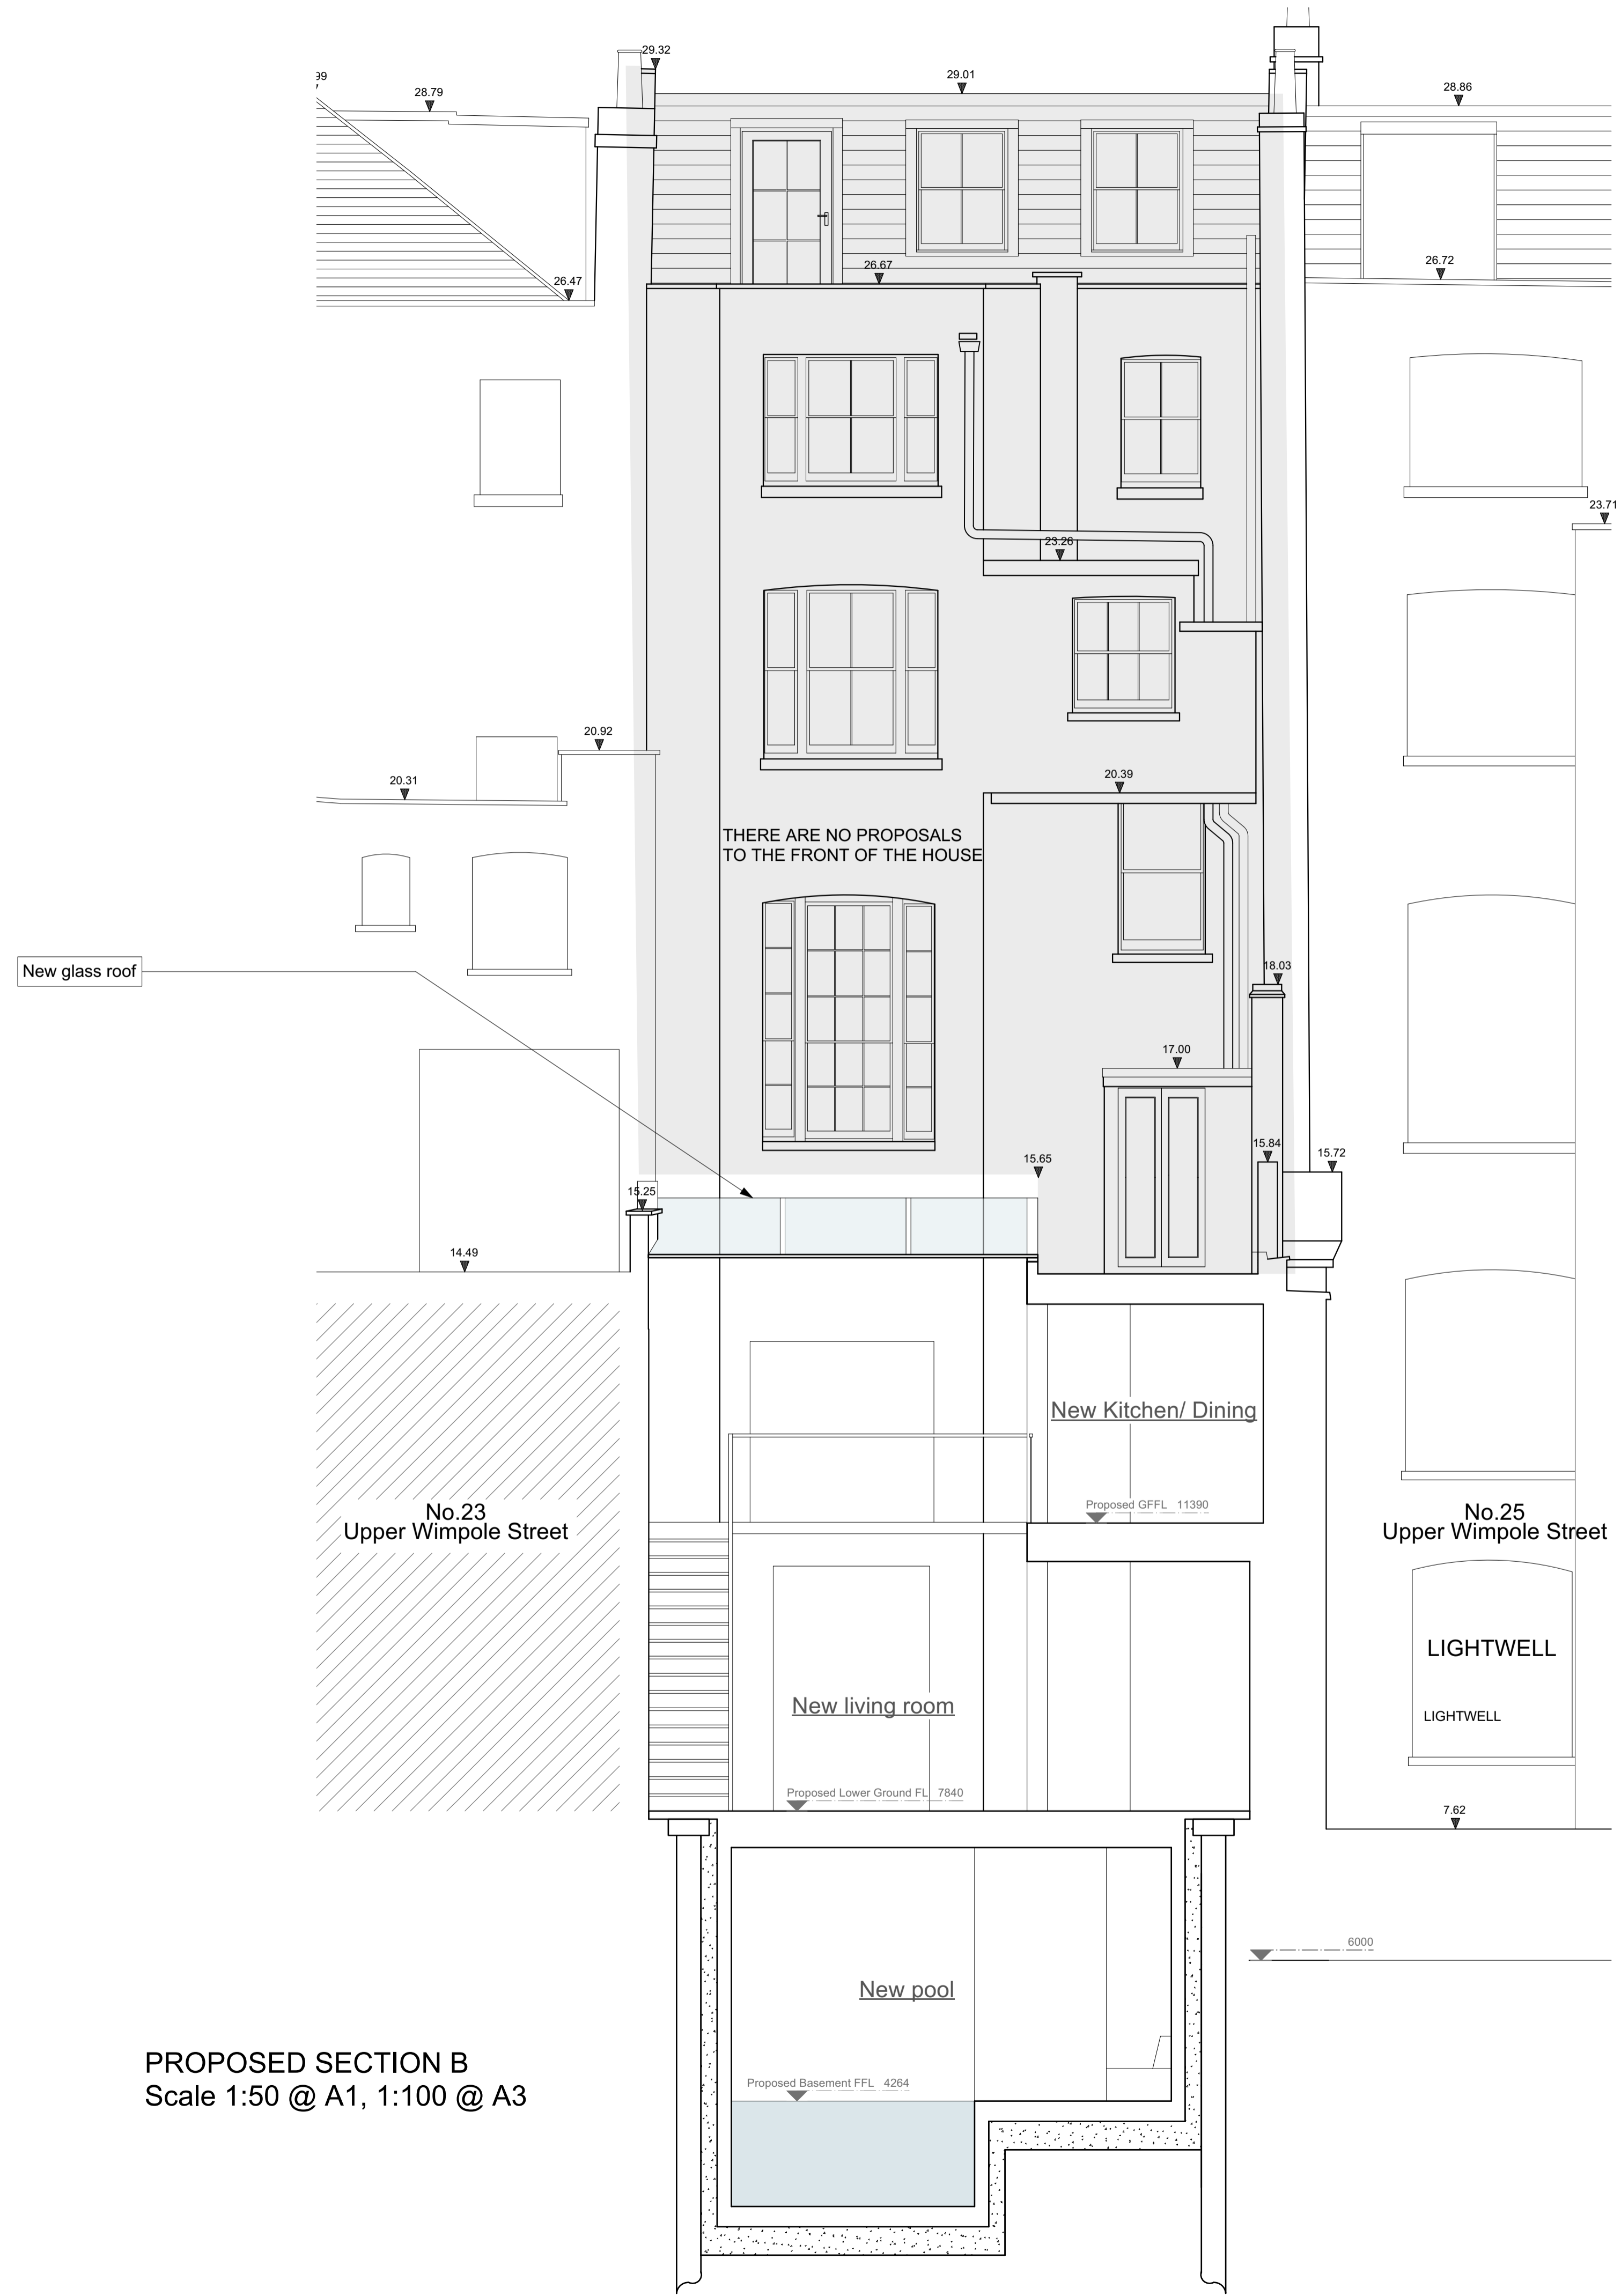 29.32
99
28.79
29.01
28.86
26.47
26.67
26.72
23.71
23.26
20.92
20.31
20.39
THERE ARE NO PROPOSALS
TO THE FRONT OF THE HOUSE
New glass roof
18.03
17.00
15.84
15.72
15.65
15.25
14.49
New Kitchen/ Dining
Proposed GFFL 11390
No.23
Upper Wimpole Street
No.25
Upper Wimpole Street
LIGHTWELL
New living room
LIGHTWELL
Proposed Lower Ground FL 7840
7.62
6000
New pool
PROPOSED SECTION B
Scale 1:50 @ A1, 1:100 @ A3
Proposed Basement FFL 4264